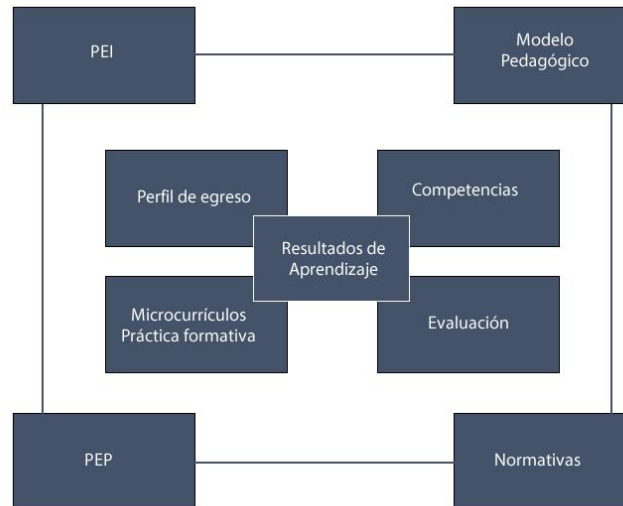 PEI
Modelo
Pedagógico
Perfil de egreso
Competencias
Resultados de
Aprendizaje
Microcurrículos
Práctica formativa
Evaluación
PEP
Normativas